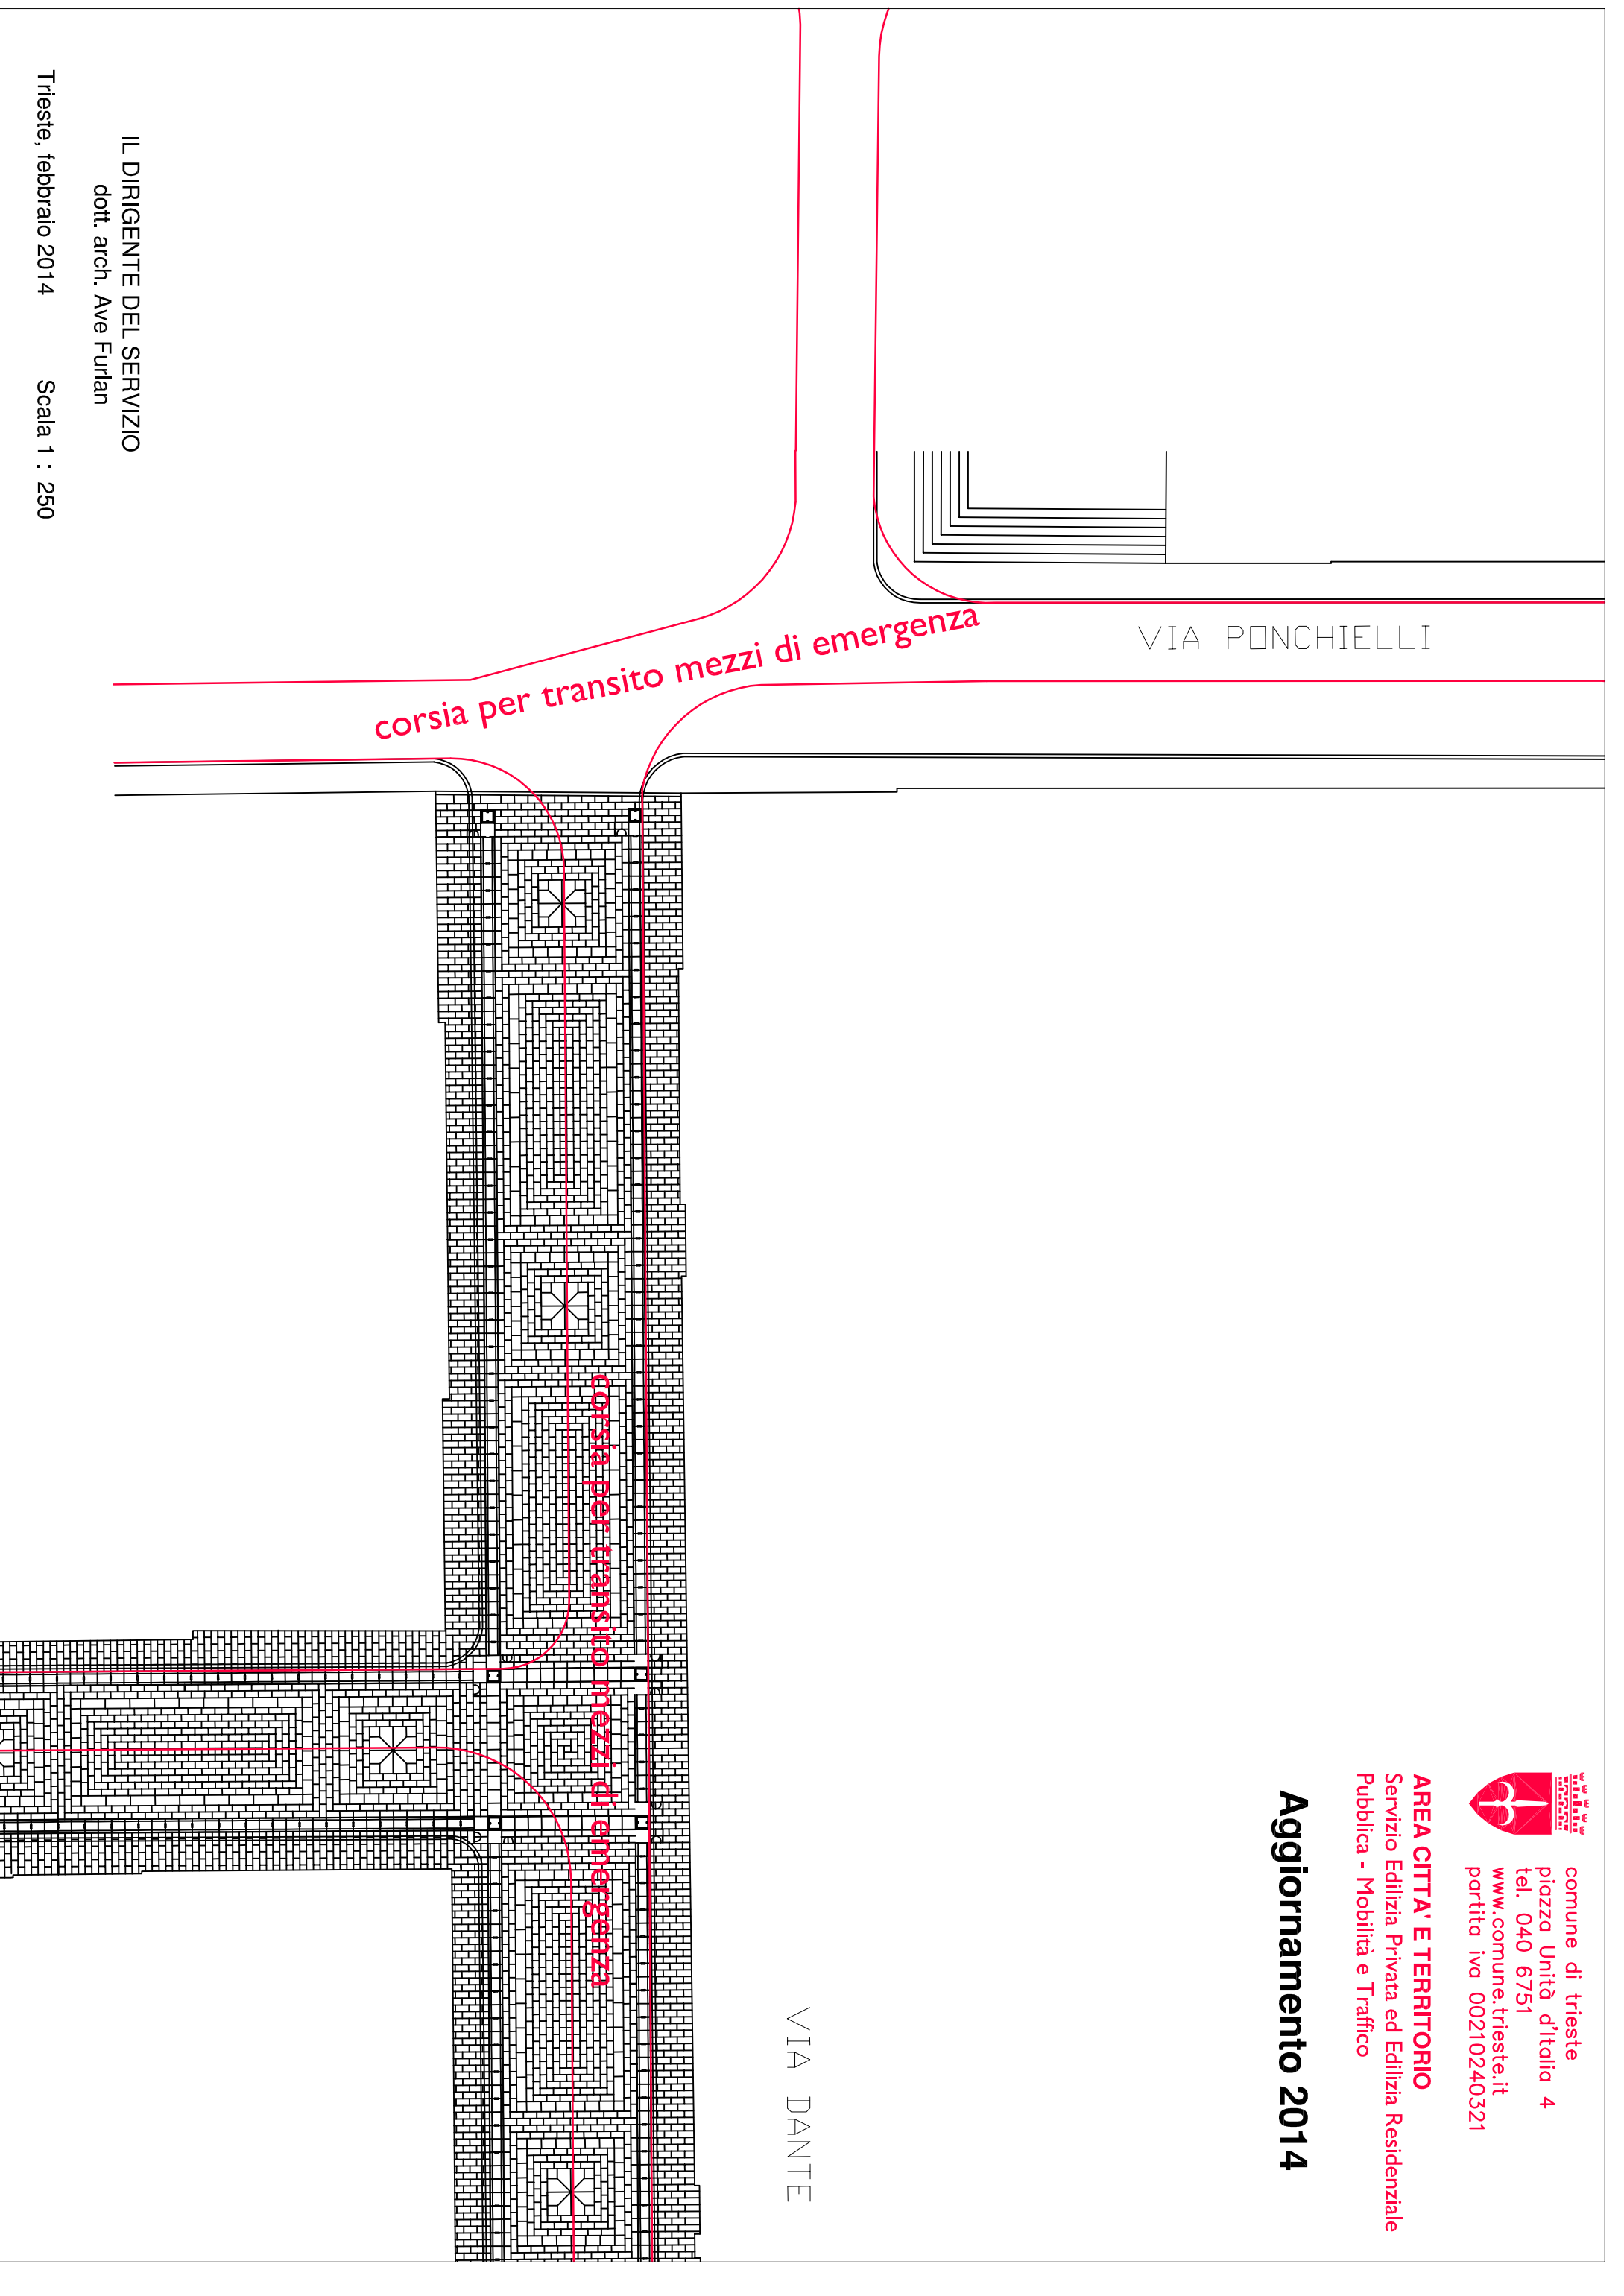 comune di trieste
piazza Unità d'Italia 4
tel. 040 6751
www.comune.trieste.it
partita iva 00210240321
AREA CITTA' E TERRITORIO
Servizio Edilizia Privata ed Edilizia Residenziale
Pubblica - Mobilità e Traffico
Aggiornamento 2014
VIA PONCHIELLI
corsia per transito mezzi di emergenza
VIA DANTE
corsia per transito mezzi di emergenza
IL DIRIGENTE DEL SERVIZIO
dott. arch. Ave Furlan
Trieste, febbraio 2014 Scala 1 : 250